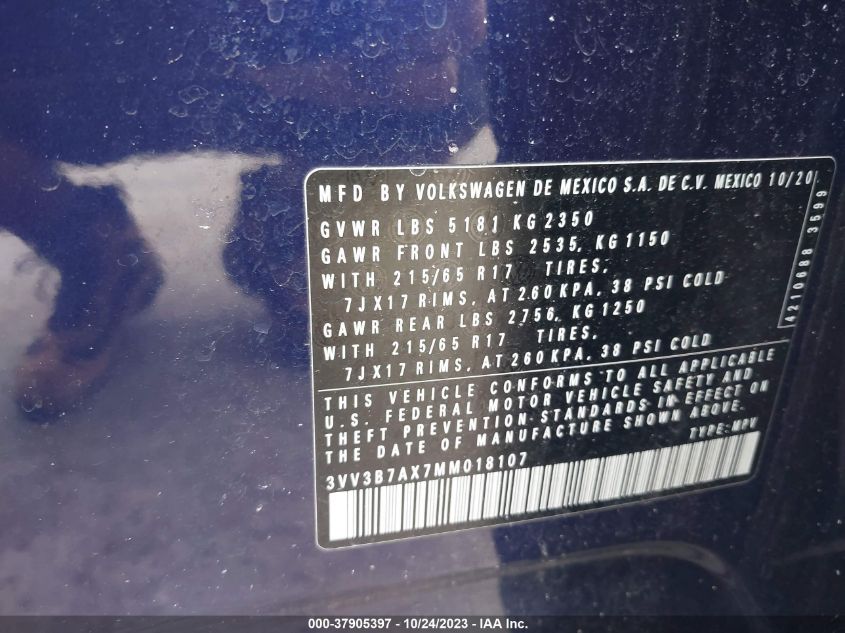 MFD BY VOLKSWAGEN DE MEXICO S.A. DE C.V. MEXICO 10/20
GVWR LBS 5181 KG 2350
GAWR FRONT LBS 2535, KG 1150
WITH 215/65 R17 TIRES,
7JX17 RIMS, AT 260 KPA, 38 PSI COLD
GAWR REAR LBS 2756, KG 1250
WITH 215/65 R17 TIRES,
7JX17 RIMS, AT 260 KPA, 38 PSI COLD
THIS VEHICLE CONFORMS TO ALL APPLICABLE
U.S. FEDERAL MOTOR VEHICLE SAFETY AND
THEFT PREVENTION STANDARDS IN EFFECT ON
THE DATE OF MANUFACTURE SHOWN ABOVE.
TYPE: MPV
3VV3B7AX7MM018107
4210688 3599
000-37905397 - 10/24/2023 - IAA Inc.